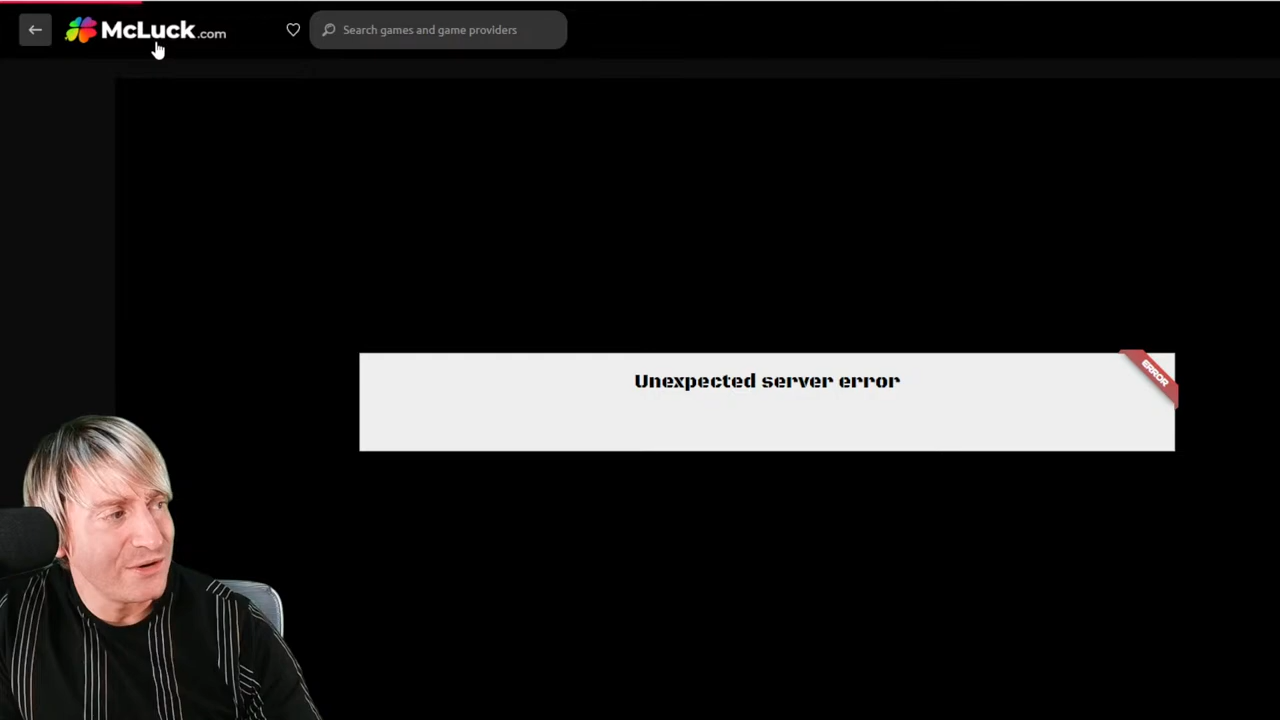 McLuck.com
Search games and game providers
Unexpected server error
ERROR